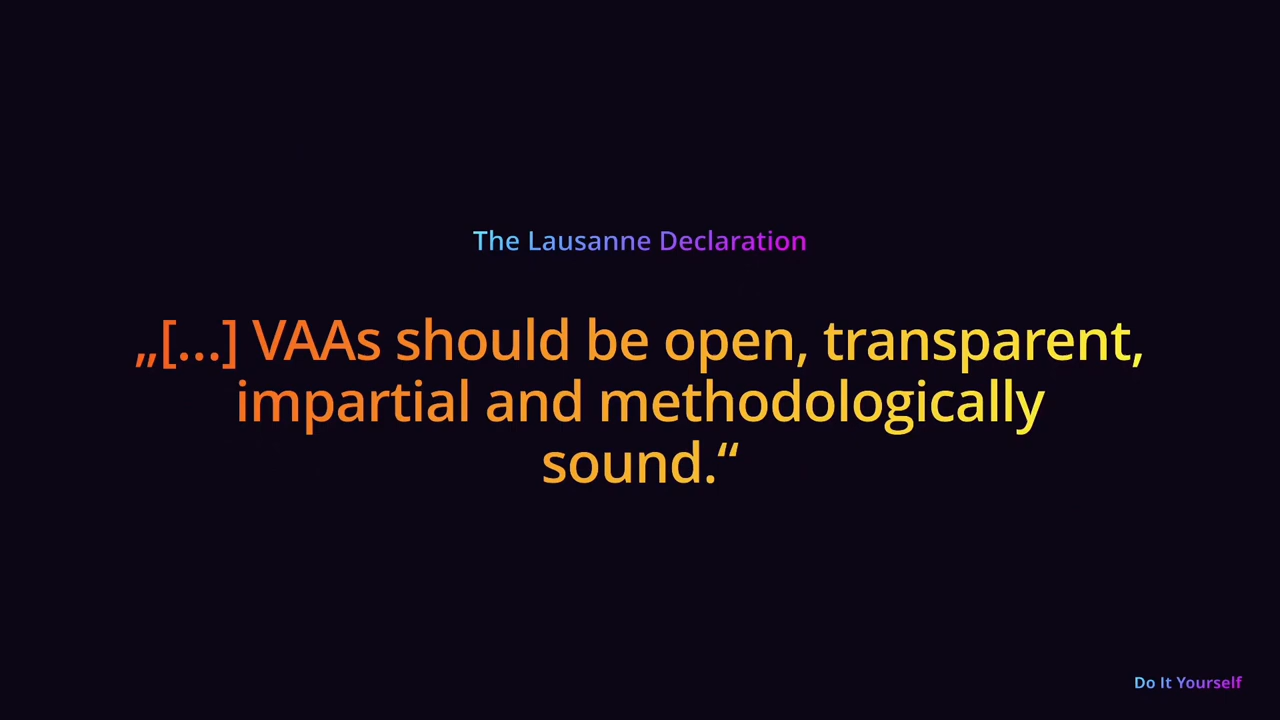 The Lausanne Declaration
„[...] VAAs should be open, transparent,
impartial and methodologically
sound.“
Do It Yourself